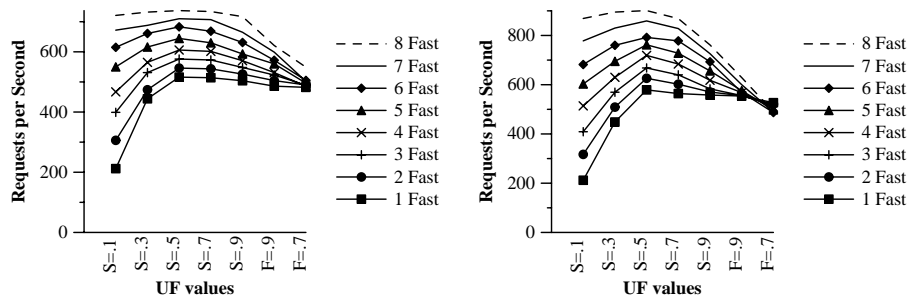 Requests per Second
600
400
200
0
S=.1
S=.3
S=.5
S=.7
S=.9
F=.9
F=.7
UF values
8 Fast
7 Fast
6 Fast
5 Fast
4 Fast
3 Fast
2 Fast
1 Fast
Requests per Second
800
600
400
200
0
S=.1
S=.3
S=.5
S=.7
S=.9
F=.9
F=.7
UF values
8 Fast
7 Fast
6 Fast
5 Fast
4 Fast
3 Fast
2 Fast
1 Fast